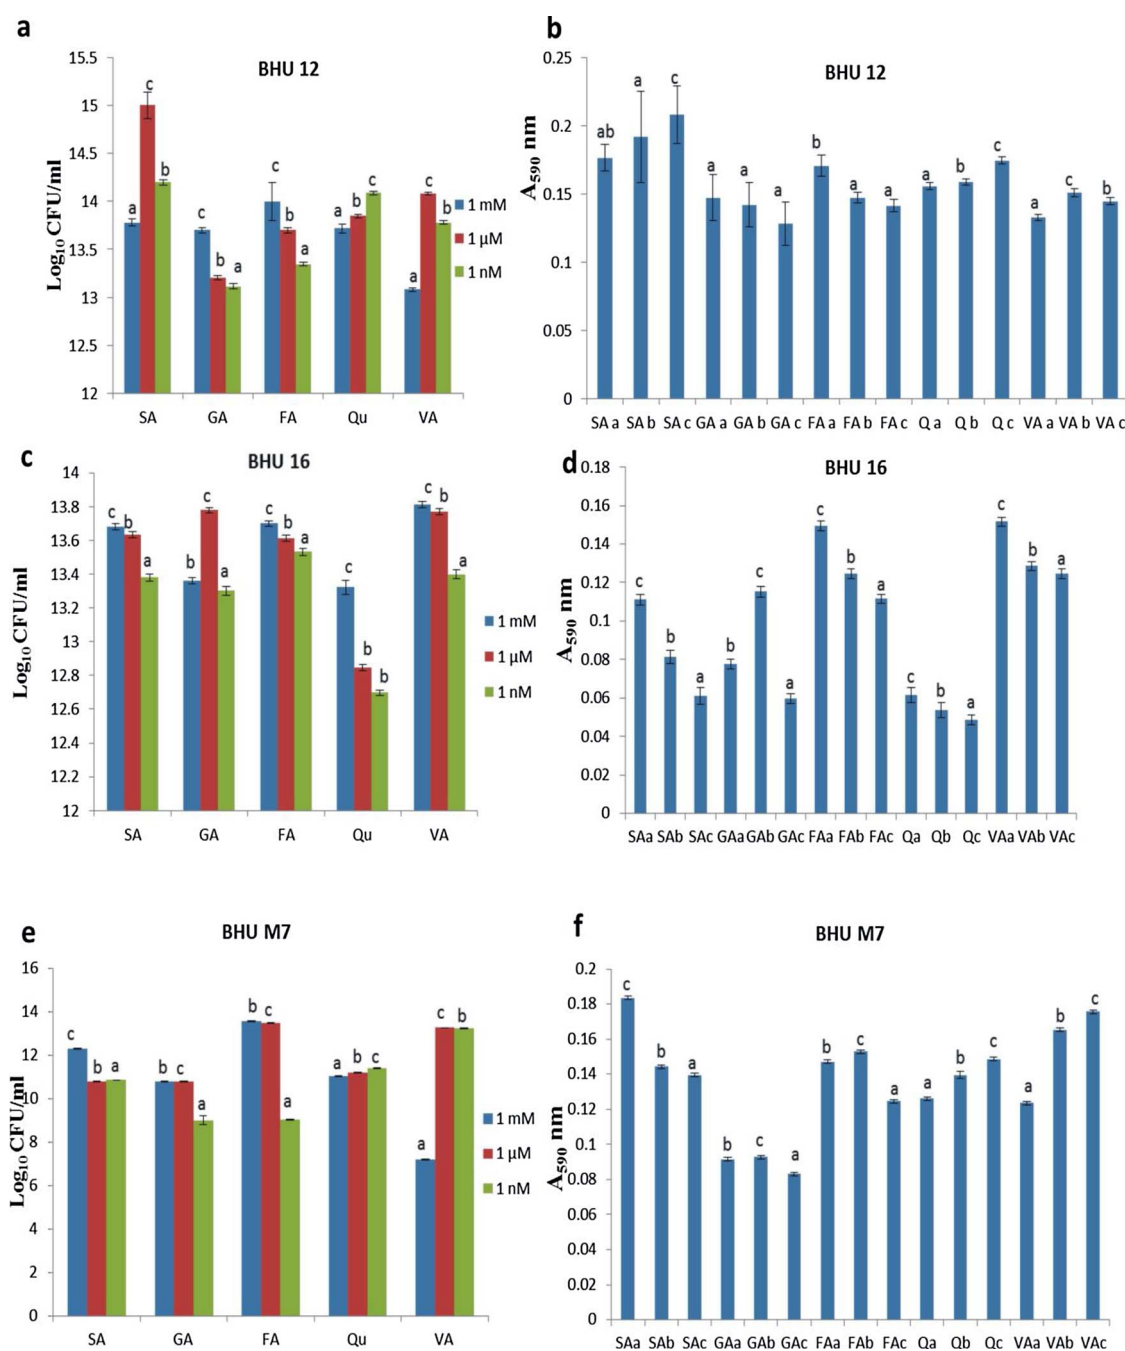 a
BHU 12
15.5
15
14.5
14
13.5
13
12.5
12
Log10 CFU/ml
a c b
c b a
c b a
a b c
a c b
SA GA FA Qu VA
1 mM
1 µM
1 nM
b
BHU 12
0.25
0.2
0.15
0.1
0.05
0
A590 nm
ab a c a a a b a a a b c a c b
SA a SA b SA c GA a GA b GA c FA a FA b FA c Q a Q b Q c VA a VA b VA c
c
BHU 16
14
13.8
13.6
13.4
13.2
13
12.8
12.6
12.4
12.2
12
Log10 CFU/ml
c b a
b c a
c b a
c b b
c b a
SA GA FA Qu VA
1 mM
1 µM
1 nM
d
BHU 16
0.18
0.16
0.14
0.12
0.1
0.08
0.06
0.04
0.02
0
A590 nm
c b a b c a c b a c b a c b a
SAa SAb SAc GAa GAb GAc FAa FAb FAc Qa Qb Qc VAa VAb VAc
e
BHU M7
16
14
12
10
8
6
4
2
0
Log10 CFU/ml
c b a
b c a
b c a
a b c
a c b
SA GA FA Qu VA
1 mM
1 µM
1 nM
f
BHU M7
0.2
0.18
0.16
0.14
0.12
0.1
0.08
0.06
0.04
0.02
0
A590 nm
c b a b c a b c a a b c a b c
SAa SAb SAc GAa GAb GAc FAa FAb FAc Qa Qb Qc VAa VAb VAc